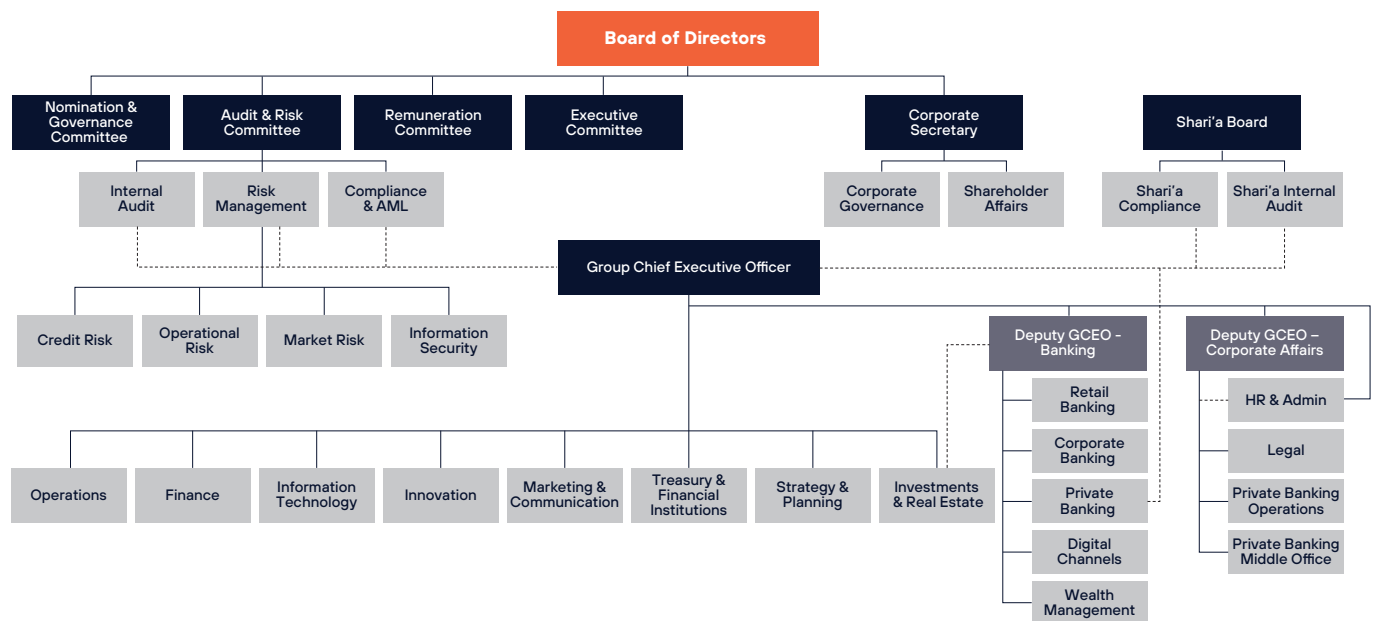 Board of Directors
Nomination &
Governance
Committee
Audit & Risk
Committee
Remuneration
Committee
Executive
Committee
Corporate
Secretary
Shari'a Board
Internal
Audit
Risk
Management
Compliance
& AML
Corporate
Governance
Shareholder
Affairs
Shari'a
Compliance
Shari'a Internal
Audit
Group Chief Executive Officer
Credit Risk
Operational
Risk
Market Risk
Information
Security
Deputy GCEO -
Banking
Deputy GCEO –
Corporate Affairs
Retail
Banking
HR & Admin
Corporate
Banking
Legal
Operations
Finance
Information
Technology
Innovation
Marketing &
Communication
Treasury &
Financial
Institutions
Strategy &
Planning
Investments
& Real Estate
Private
Banking
Private Banking
Operations
Digital
Channels
Private Banking
Middle Office
Wealth
Management